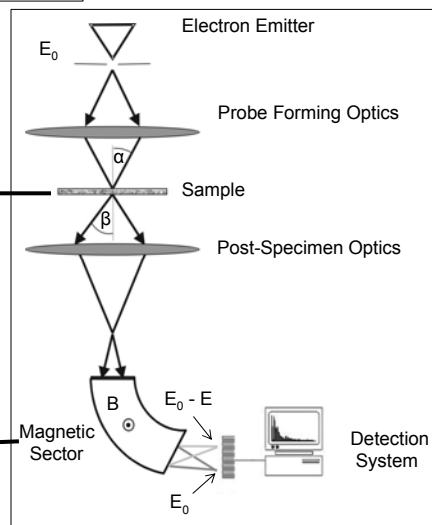 Electron Emitter
E₀
Probe Forming Optics
α
Sample
β
Post-Specimen Optics
B
E₀ - E
Magnetic
Sector
Detection
System
E₀